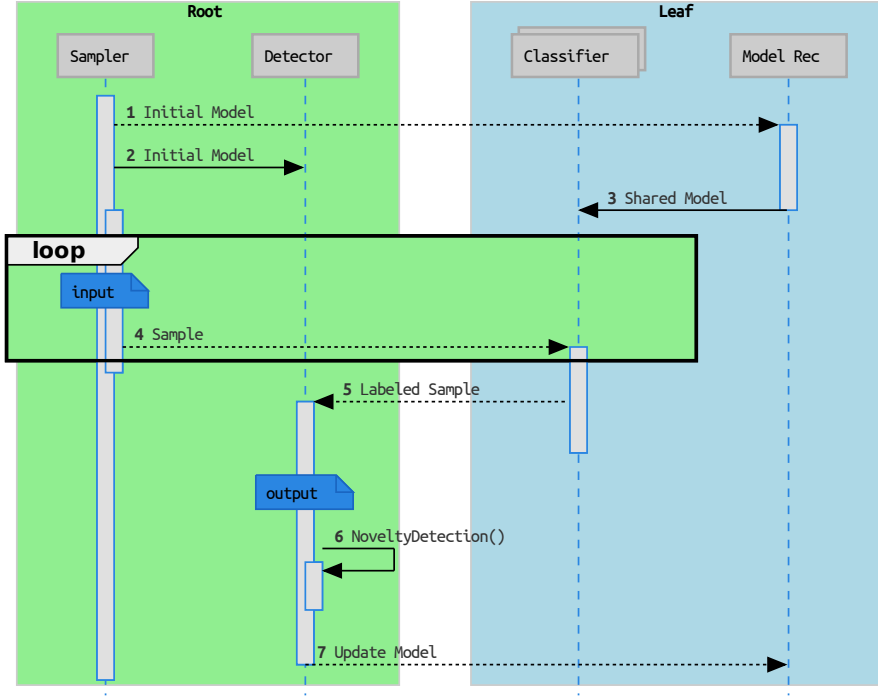 Root
Leaf
Sampler
Detector
Classifier
Model Rec
1 Initial Model
2 Initial Model
3 Shared Model
loop
input
4 Sample
5 Labeled Sample
output
6 NoveltyDetection()
7 Update Model